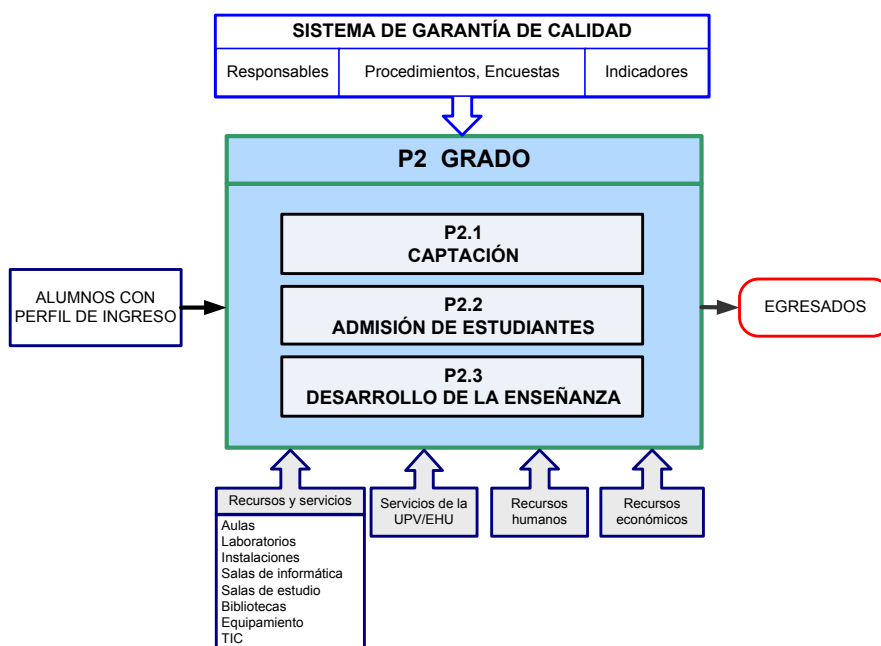 SISTEMA DE GARANTÍA DE CALIDAD
Responsables
Procedimientos, Encuestas
Indicadores
P2 GRADO
P2.1
CAPTACIÓN
ALUMNOS CON
PERFIL DE INGRESO
P2.2
ADMISIÓN DE ESTUDIANTES
EGRESADOS
P2.3
DESARROLLO DE LA ENSEÑANZA
Recursos y servicios
Aulas
Laboratorios
Instalaciones
Salas de informática
Salas de estudio
Bibliotecas
Equipamiento
TIC
Servicios de la
UPV/EHU
Recursos
humanos
Recursos
económicos